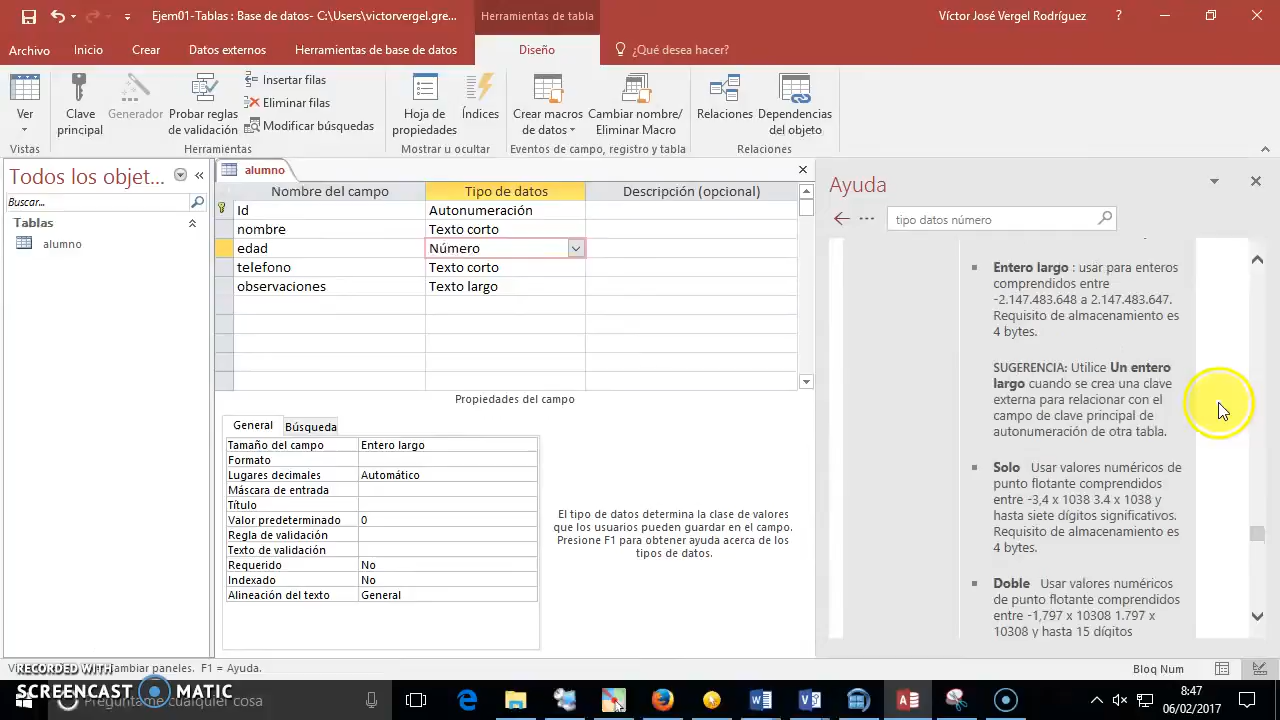 Ejem01-Tablas : Base de datos- C:\Users\victorvergel.gre...
Herramientas de tabla
Víctor José Vergel Rodríguez
?
Archivo
Inicio
Crear
Datos externos
Herramientas de base de datos
Diseño
¿Qué desea hacer?
Ver
Clave principal
Generador
Probar reglas de validación
Insertar filas
Eliminar filas
Modificar búsquedas
Hoja de propiedades
Índices
Crear macros de datos
Cambiar nombre/ Eliminar Macro
Relaciones
Dependencias del objeto
Vistas
Herramientas
Mostrar u ocultar
Eventos de campo, registro y tabla
Relaciones
Todos los objet...
Buscar...
Tablas
alumno
alumno
Nombre del campo Tipo de datos Descripción (opcional)
Id Autonumeración
nombre Texto corto
edad Número
telefono Texto corto
observaciones Texto largo
Propiedades del campo
General Búsqueda
Tamaño del campo Entero largo
Formato
Lugares decimales Automático
Máscara de entrada
Título
Valor predeterminado 0
Regla de validación
Texto de validación
Requerido No
Indexado No
Alineación del texto General
El tipo de datos determina la clase de valores
que los usuarios pueden guardar en el campo.
Presione F1 para obtener ayuda acerca de los
tipos de datos.
Ayuda
tipo datos número
Entero largo : usar para enteros
comprendidos entre
-2.147.483.648 a 2.147.483.647.
Requisito de almacenamiento es
4 bytes.
SUGERENCIA: Utilice Un entero
largo cuando se crea una clave
externa para relacionar con el
campo de clave principal de
autonumeración de otra tabla.
Solo Usar valores numéricos de
punto flotante comprendidos
entre -3,4 x 1038 3.4 x 1038 y
hasta siete dígitos significativos.
Requisito de almacenamiento es
4 bytes.
Doble Usar valores numéricos
de punto flotante comprendidos
entre -1,797 x 10308 1.797 x
10308 y hasta 15 dígitos
Cambiar paneles. F1 = Ayuda.
Bloq Num
RECORDED WITH
SCREENCAST MATIC
Pregúntame cualquier cosa
8:47
06/02/2017